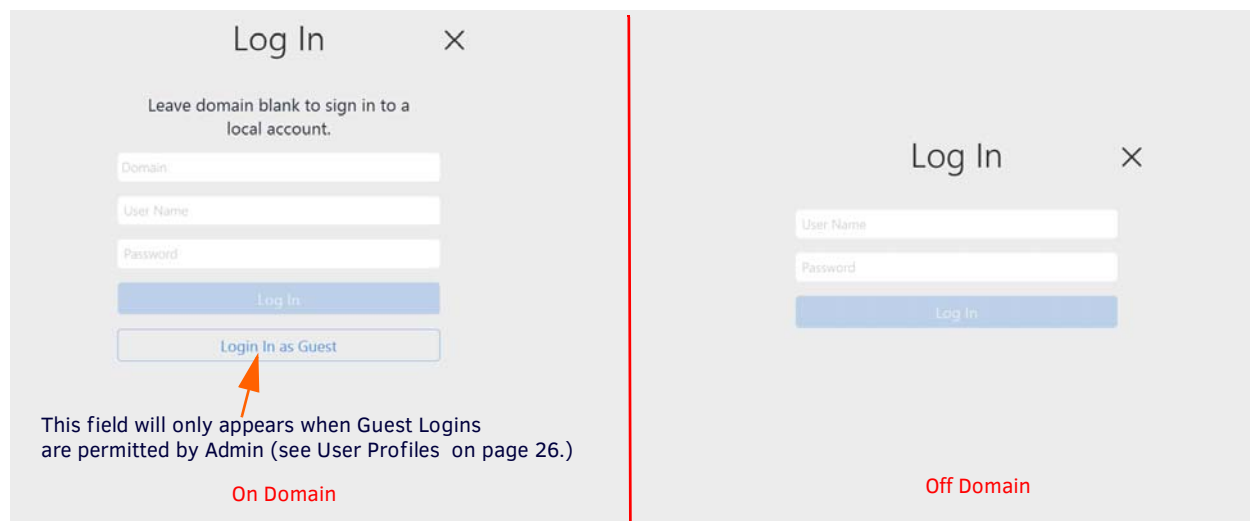 Log In
Leave domain blank to sign in to a
local account.
Domain
User Name
Password
Log In
Login In as Guest
This field will only appears when Guest Logins
are permitted by Admin (see User Profiles on page 26.)
On Domain
Log In
User Name
Password
Log In
Off Domain